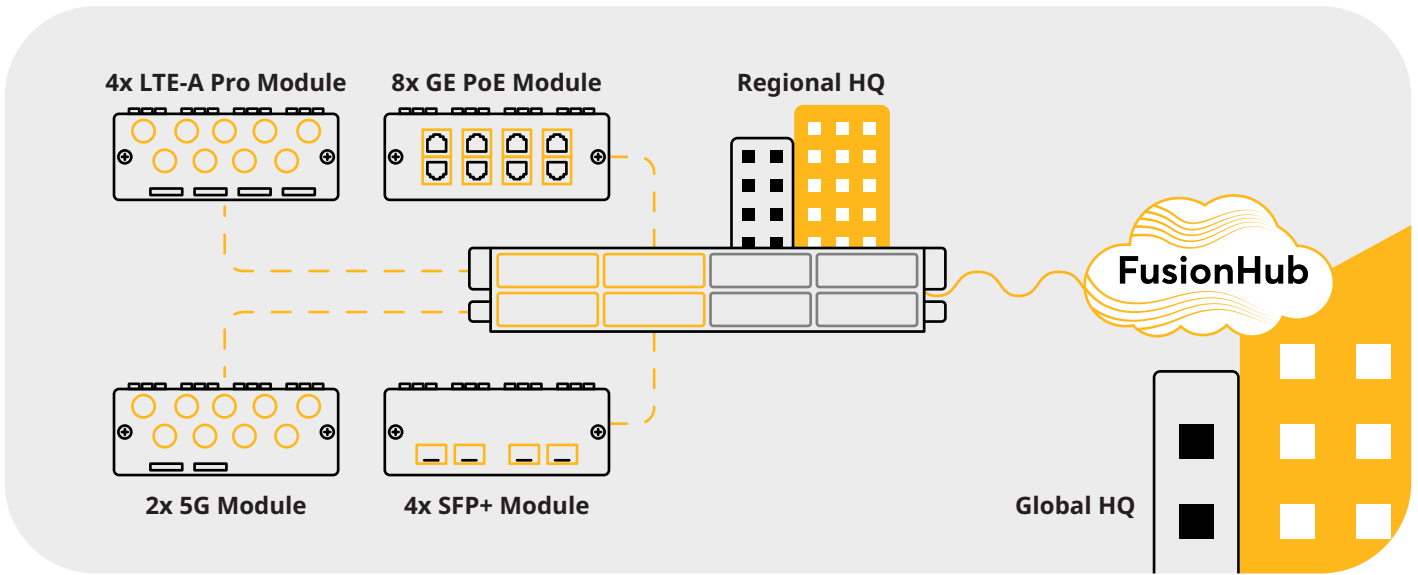 4x LTE-A Pro Module
8x GE PoE Module
Regional HQ
FusionHub
2x 5G Module
4x SFP+ Module
Global HQ